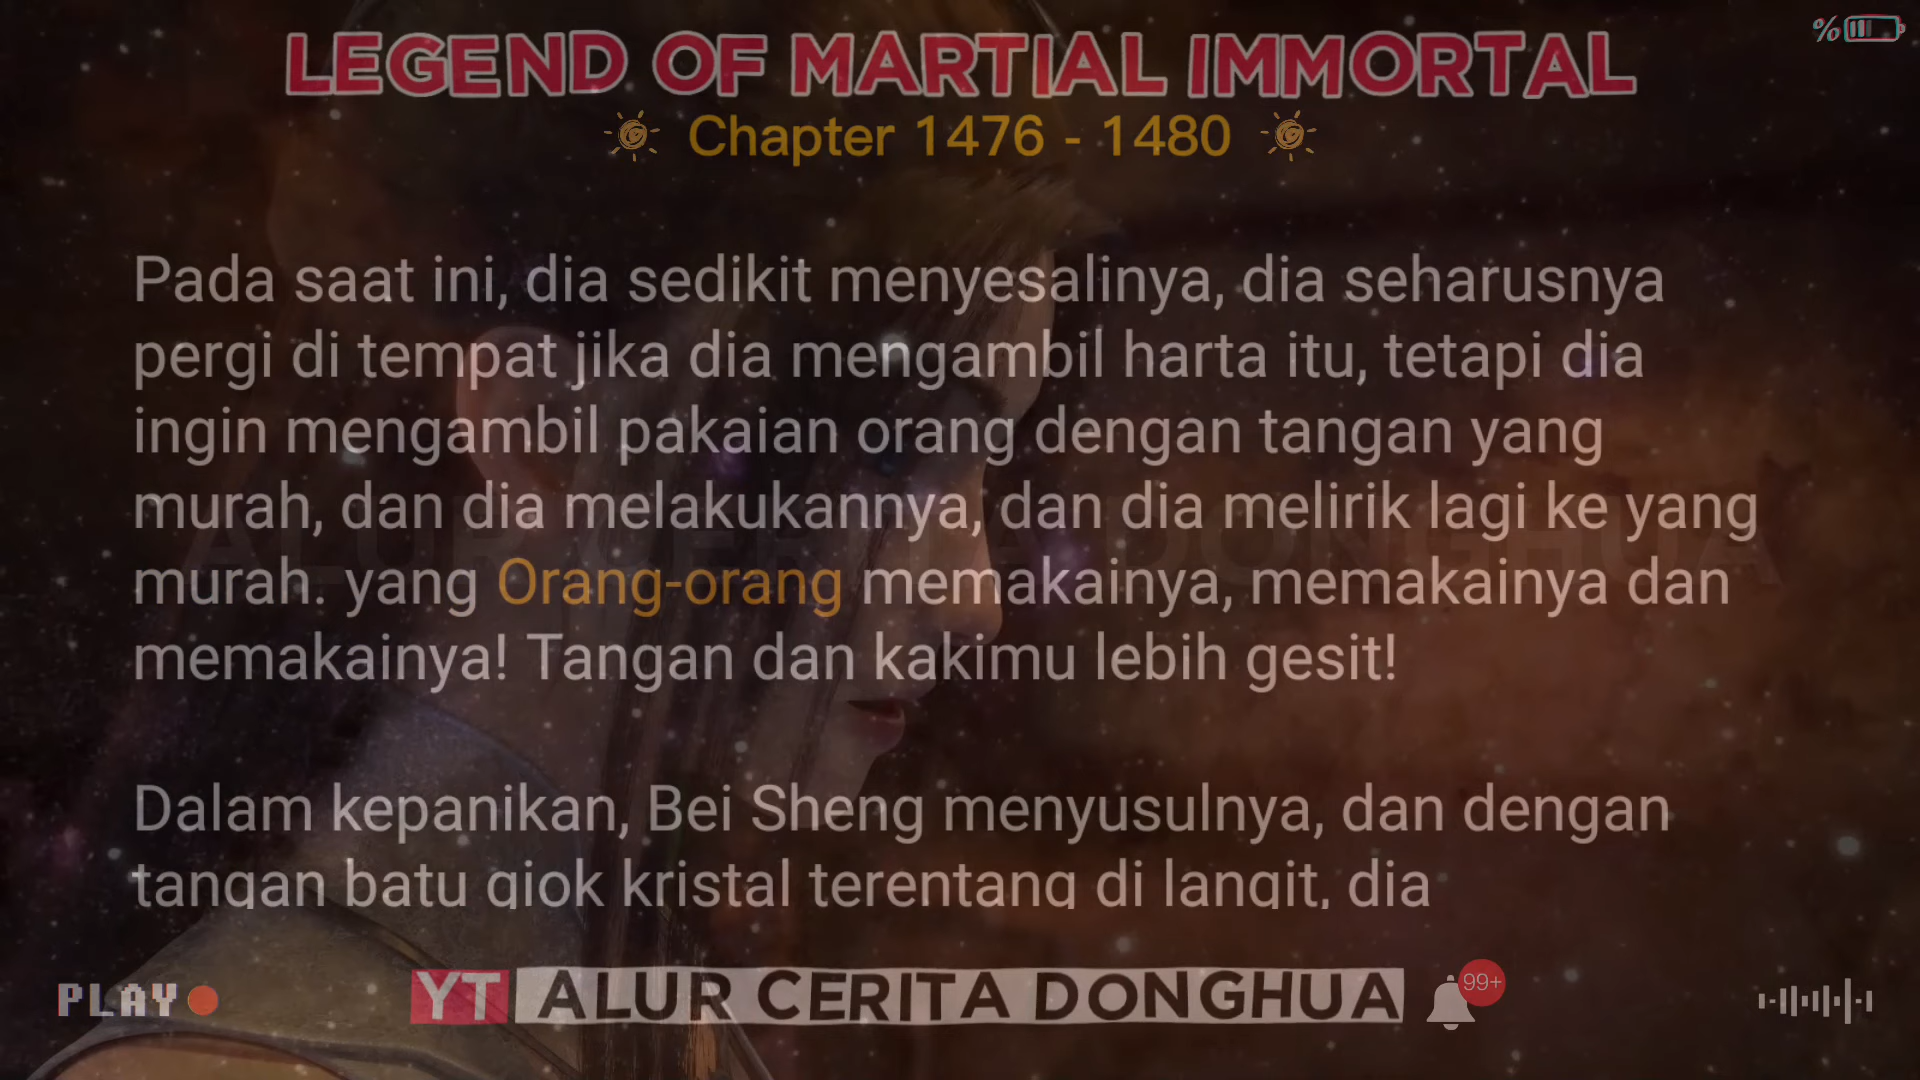 LEGEND OF MARTIAL IMMORTAL
%
Chapter 1476 - 1480
Pada saat ini, dia sedikit menyesalinya, dia seharusnya
pergi di tempat jika dia mengambil harta itu, tetapi dia
ingin mengambil pakaian orang dengan tangan yang
murah, dan dia melakukannya, dan dia melirik lagi ke yang
murah. yang Orang-orang memakainya, memakainya dan
memakainya! Tangan dan kakimu lebih gesit!
Dalam kepanikan, Bei Sheng menyusulnya, dan dengan
tangan batu giok kristal terentang di langit, dia
PLAY
YT ALUR CERITA DONGHUA
99+
ALUR CERITA DONGHUA